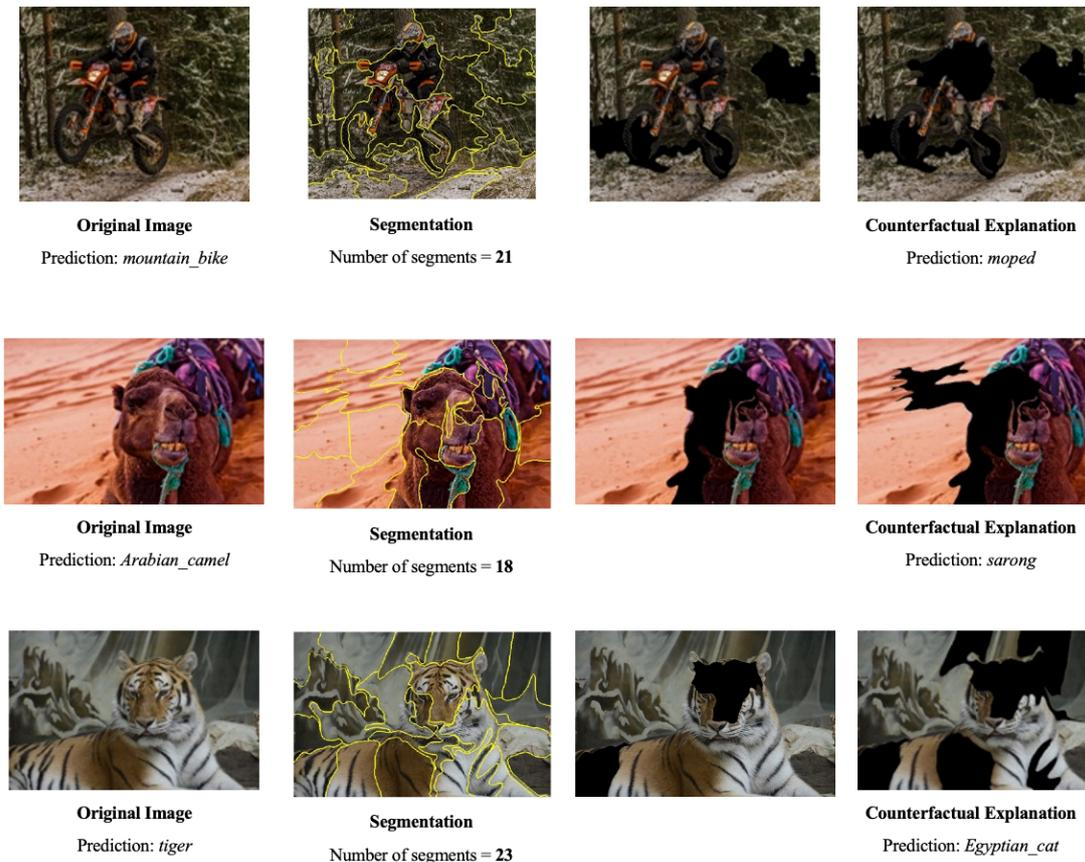 Original Image
Prediction: mountain_bike
Segmentation
Number of segments = 21
Counterfactual Explanation
Prediction: moped
Original Image
Prediction: Arabian_camel
Segmentation
Number of segments = 18
Counterfactual Explanation
Prediction: sarong
Original Image
Prediction: tiger
Segmentation
Number of segments = 23
Counterfactual Explanation
Prediction: Egyptian_cat